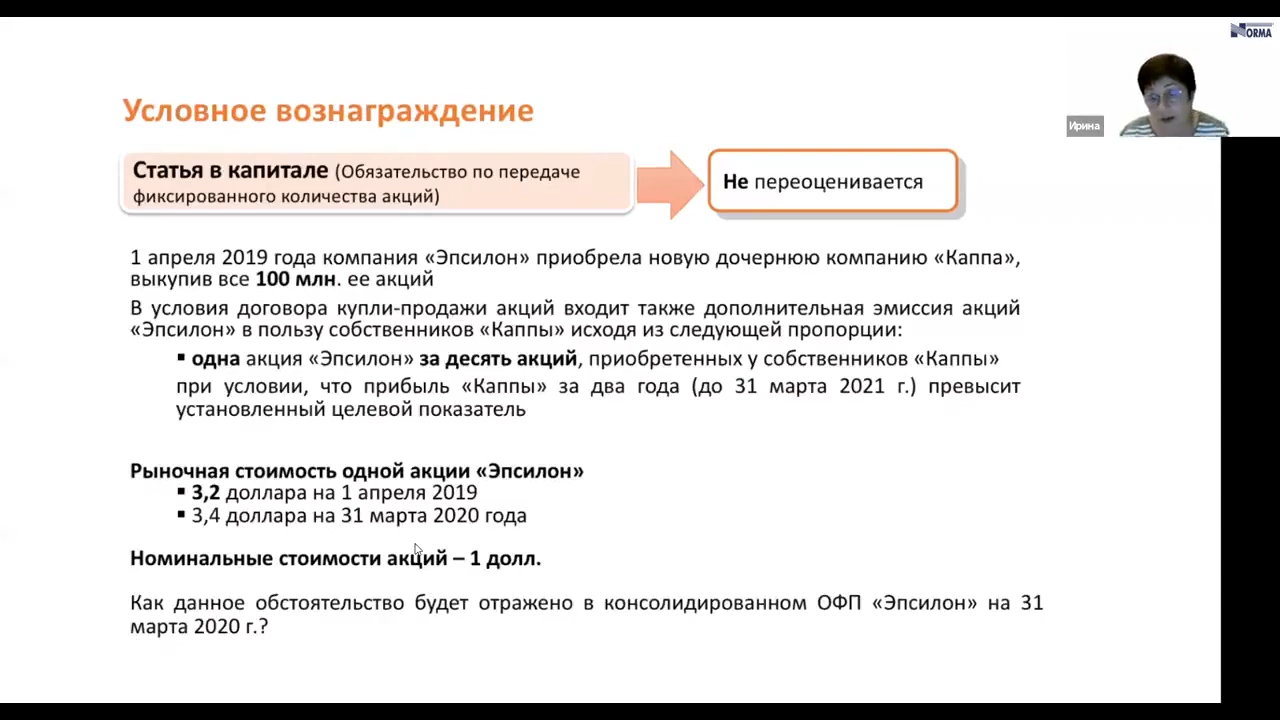 NORMA
Ирина
Условное вознаграждение
Статья в капитале (Обязательство по передаче
фиксированного количества акций)
Не переоценивается
1 апреля 2019 года компания «Эпсилон» приобрела новую дочернюю компанию «Каппа»,
выкупив все 100 млн. ее акций
В условия договора купли-продажи акций входит также дополнительная эмиссия акций
«Эпсилон» в пользу собственников «Каппы» исходя из следующей пропорции:
▪ одна акция «Эпсилон» за десять акций, приобретенных у собственников «Каппы»
при условии, что прибыль «Каппы» за два года (до 31 марта 2021 г.) превысит
установленный целевой показатель
Рыночная стоимость одной акции «Эпсилон»
▪ 3,2 доллара на 1 апреля 2019
▪ 3,4 доллара на 31 марта 2020 года
Номинальные стоимости акций – 1 долл.
Как данное обстоятельство будет отражено в консолидированном ОФП «Эпсилон» на 31
марта 2020 г.?